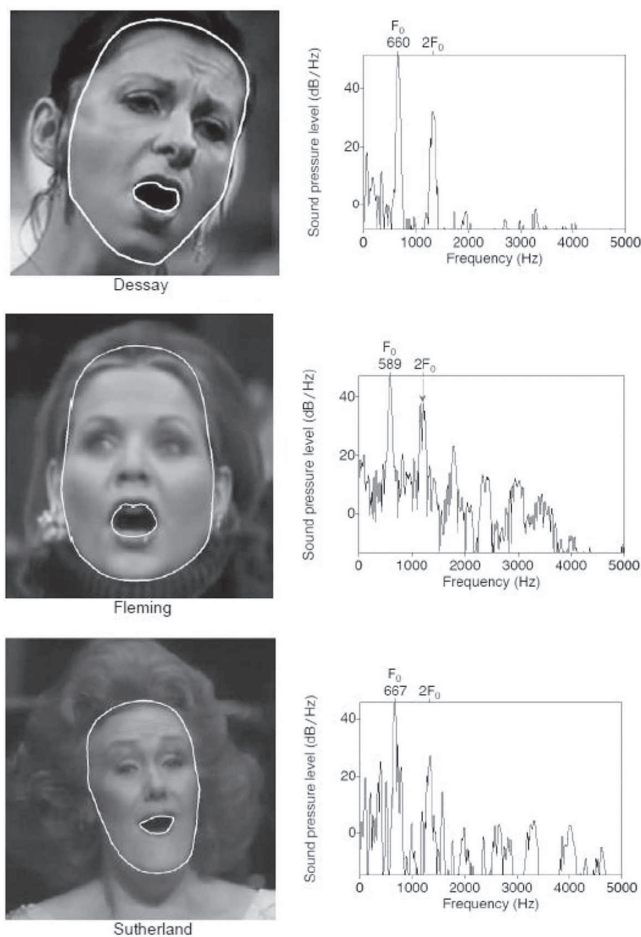 Dessay
F0
660 2F0
Sound pressure level (dB/Hz)
40
20
0
0 1000 2000 3000 4000 5000
Frequency (Hz)
Fleming
F0
589 2F0
Sound pressure level (dB/Hz)
40
20
0
0 1000 2000 3000 4000 5000
Frequency (Hz)
Sutherland
F0
667 2F0
Sound pressure level (dB/Hz)
40
20
0
0 1000 2000 3000 4000 5000
Frequency (Hz)